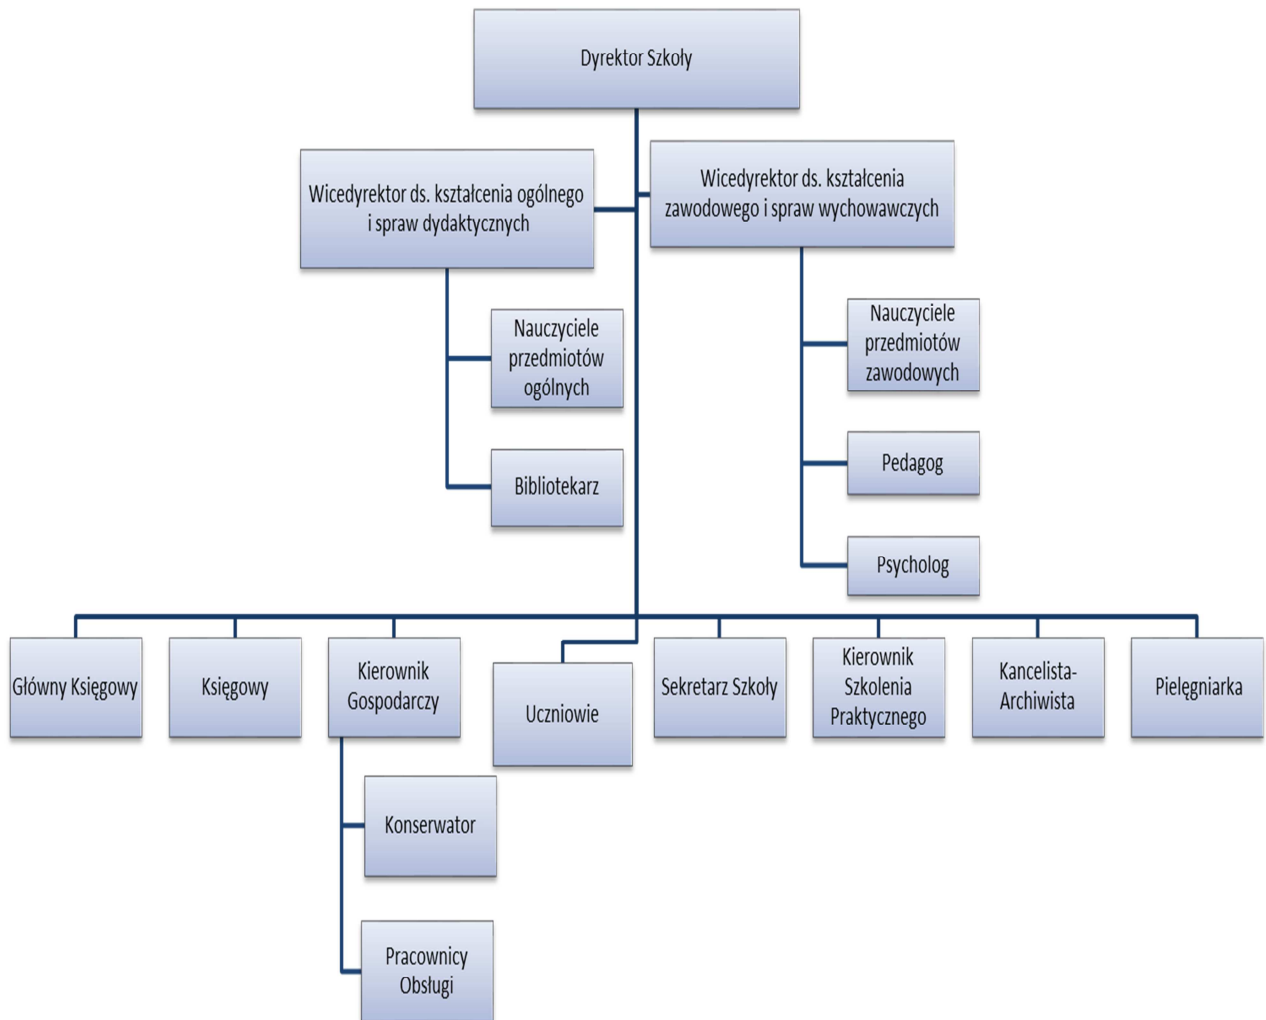 Dyrektor Szkoły
Wicedyrektor ds. kształcenia ogólnego
i spraw dydaktycznych
Wicedyrektor ds. kształcenia
zawodowego i spraw wychowawczych
Nauczyciele
przedmiotów
ogólnych
Bibliotekarz
Nauczyciele
przedmiotów
zawodowych
Pedagog
Psycholog
Główny Księgowy
Księgowy
Kierownik
Gospodarczy
Uczniowie
Sekretarz Szkoły
Kierownik
Szkolenia
Praktycznego
Kancelista-
Archiwista
Pielęgniarka
Konserwator
Pracownicy
Obsługi